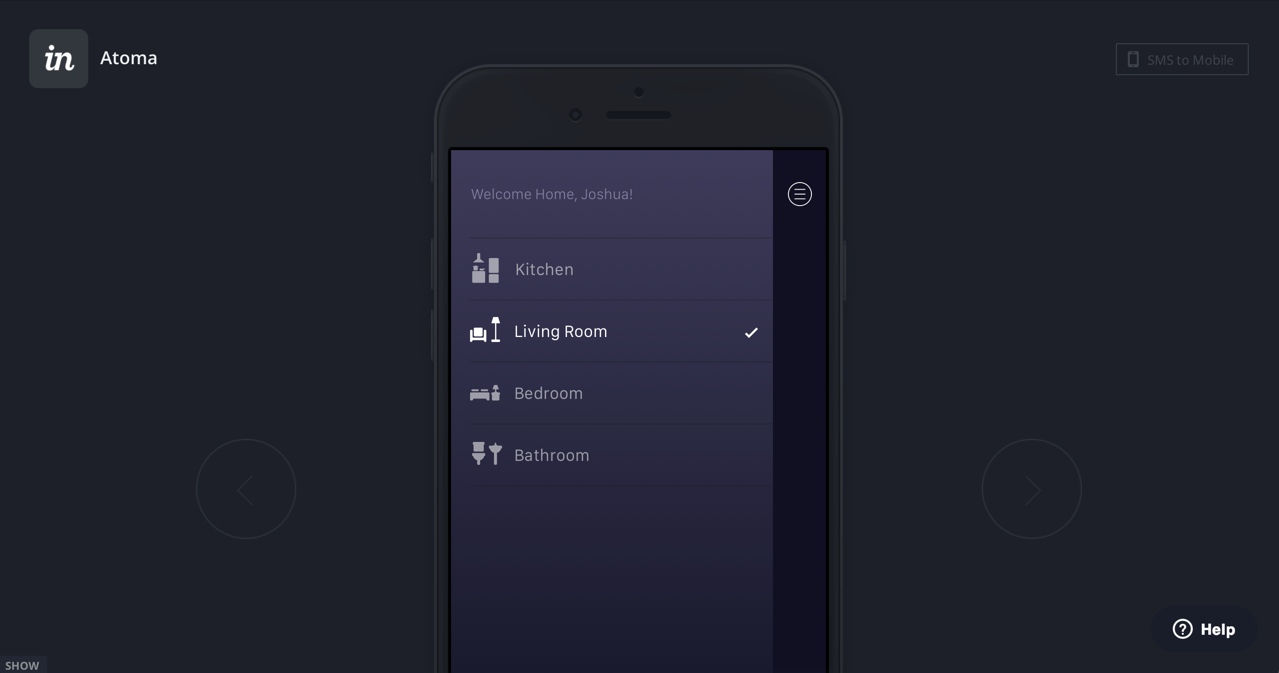 in
Atoma
SMS to Mobile
Welcome Home, Joshua!
Kitchen
Living Room
Bedroom
Bathroom
Help
SHOW